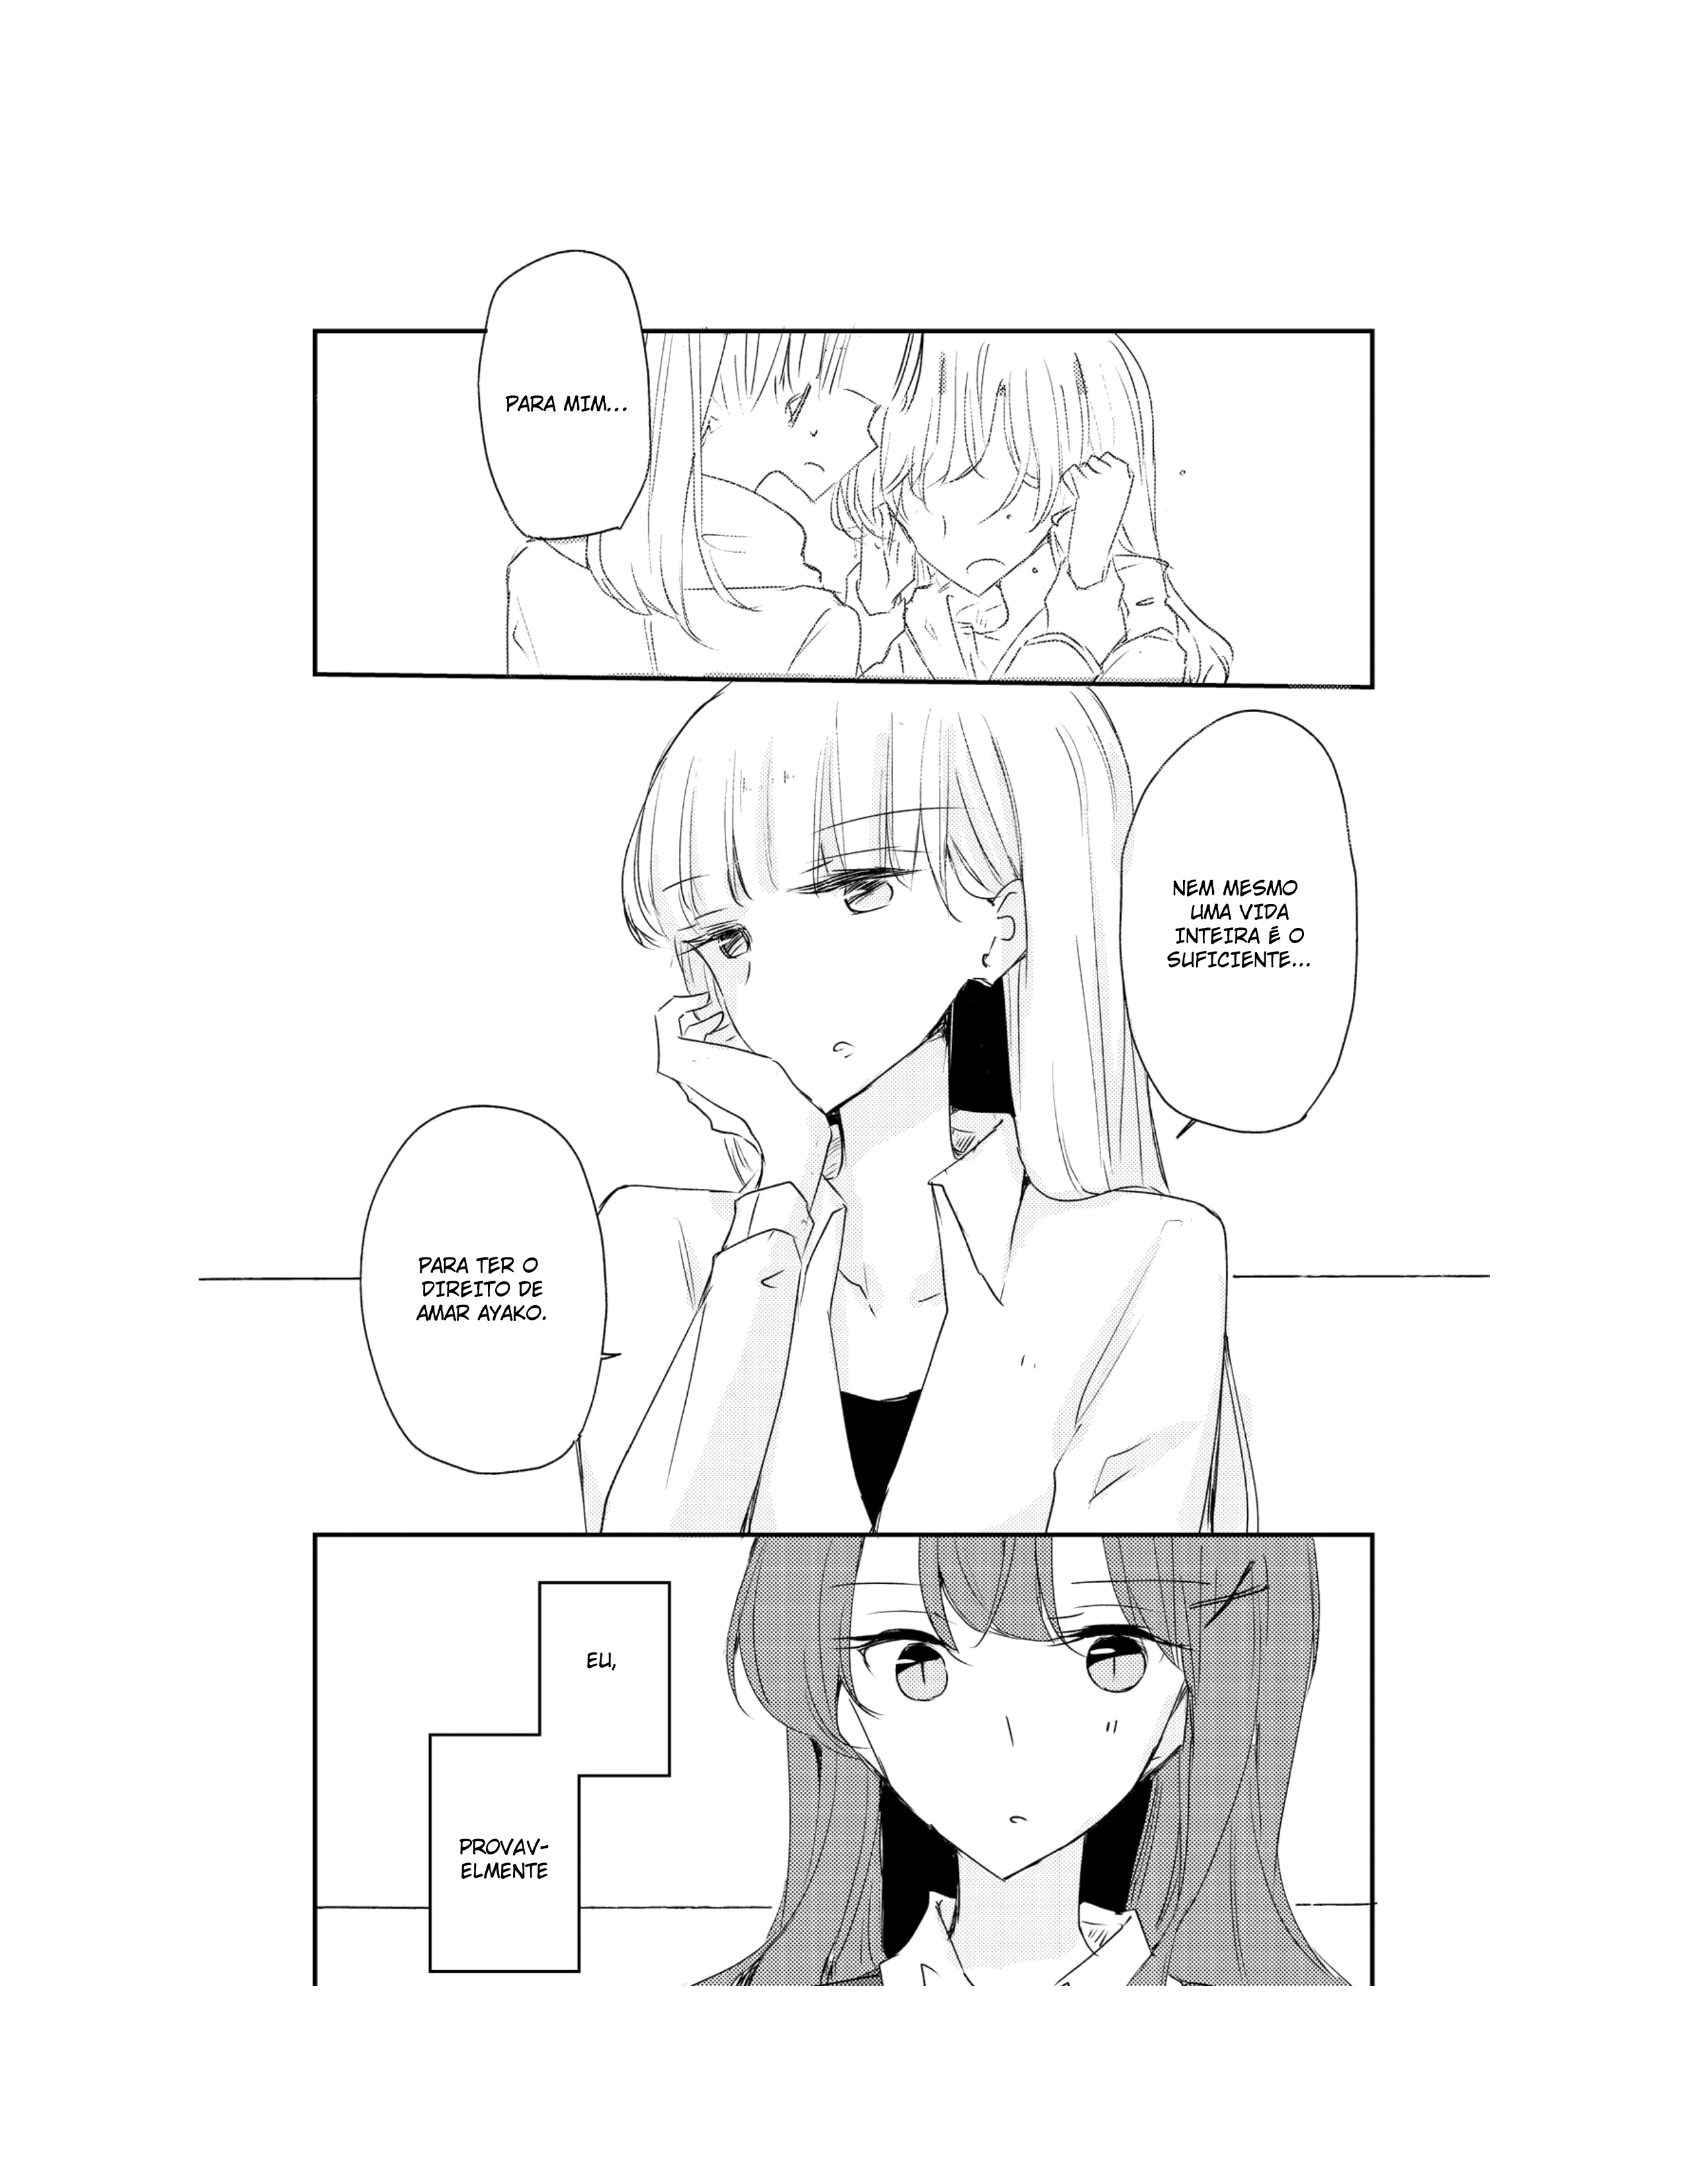 PARA MIM...
NEM MESMO
UMA VIDA
INTEIRA É O
SUFICIENTE...
PARA TER O
DIREITO DE
AMAR AYAKO.
EU,
PROVAV-
ELMENTE